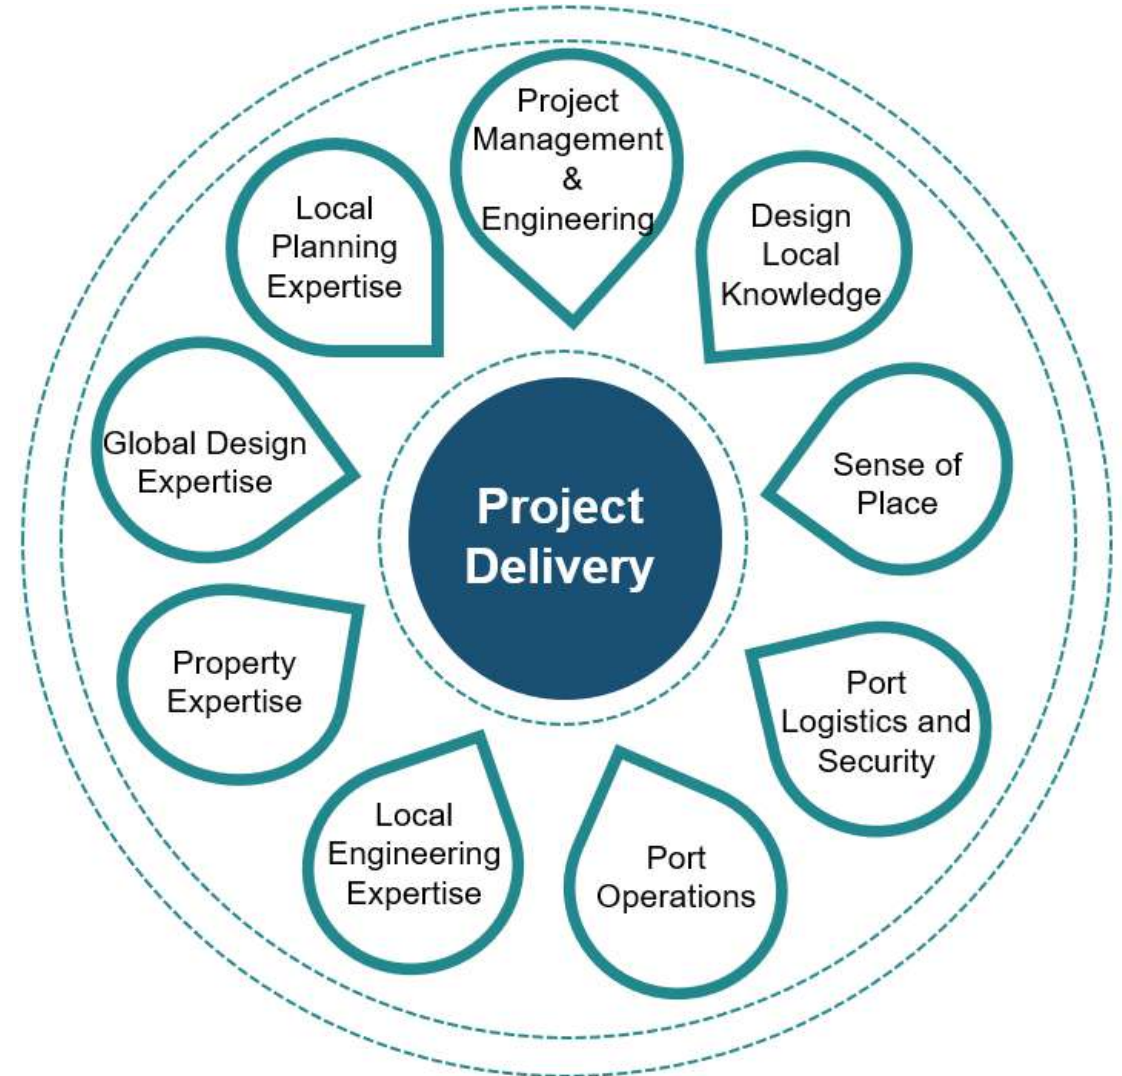 Project
Management
&
Engineering
Design
Local
Knowledge
Sense of
Place
Port
Logistics and
Security
Port
Operations
Local
Engineering
Expertise
Property
Expertise
Global Design
Expertise
Local
Planning
Expertise
Project
Delivery